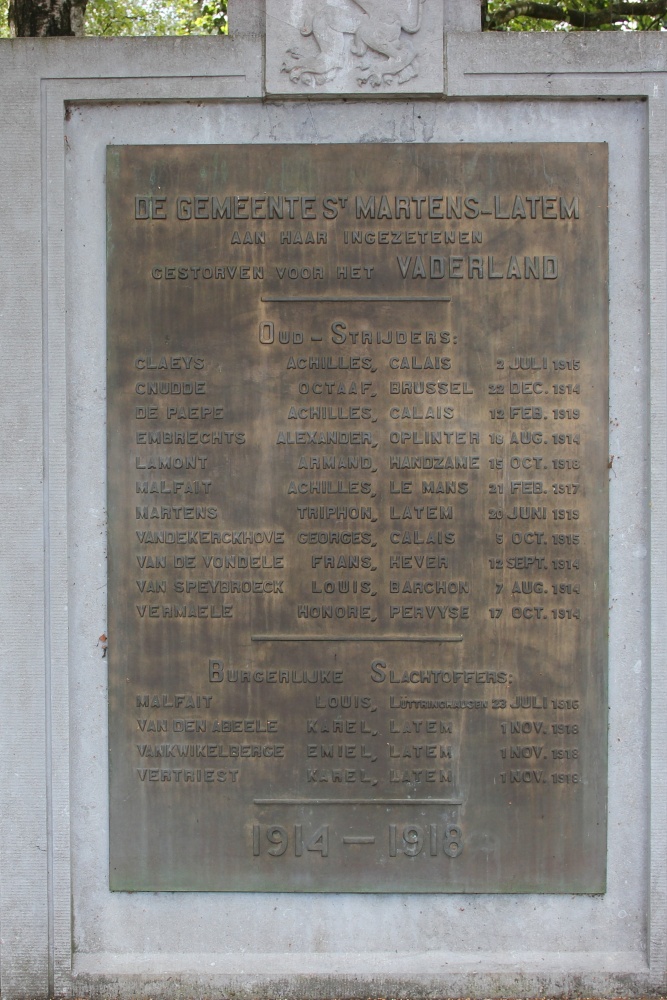 DE GEMEENTE ST MARTENS-LATEM
AAN HAAR INGEZETENEN
GESTORVEN VOOR HET VADERLAND
OUD-STRIJDERS:
CLAEYS ACHILLES, CALAIS 2 JULI 1915
CNUDDE OCTAAF, BRUSSEL 22 DEC. 1914
DE PAEPE ACHILLES, CALAIS 12 FEB. 1919
EMBRECHTS ALEXANDER, OPLINTER 18 AUG. 1914
LAMONT ARMAND, HANDZAME 15 OCT. 1918
MALFAIT ACHILLES, LE MANS 21 FEB. 1917
MARTENS TRIPHON, LATEM 20 JUNI 1919
VANDEKERCKHOVE GEORGES, CALAIS 5 OCT. 1915
VAN DE VONDELE FRANS, HEVER 12 SEPT. 1914
VAN SPEYBROECK LOUIS, BARCHON 7 AUG. 1914
VERMAELE HONORE, PERVYSE 17 OCT. 1914
BURGERLIJKE SLACHTOFFERS:
MALFAIT LOUIS, LÜTTRINGHAUSEN 23 JULI 1916
VAN DEN ABEELE KAREL, LATEM 1 NOV. 1918
VANKWIKELBERGE EMIEL, LATEM 1 NOV. 1918
VERTRIEST KAREL, LATEM 1 NOV. 1918
1914 — 1918